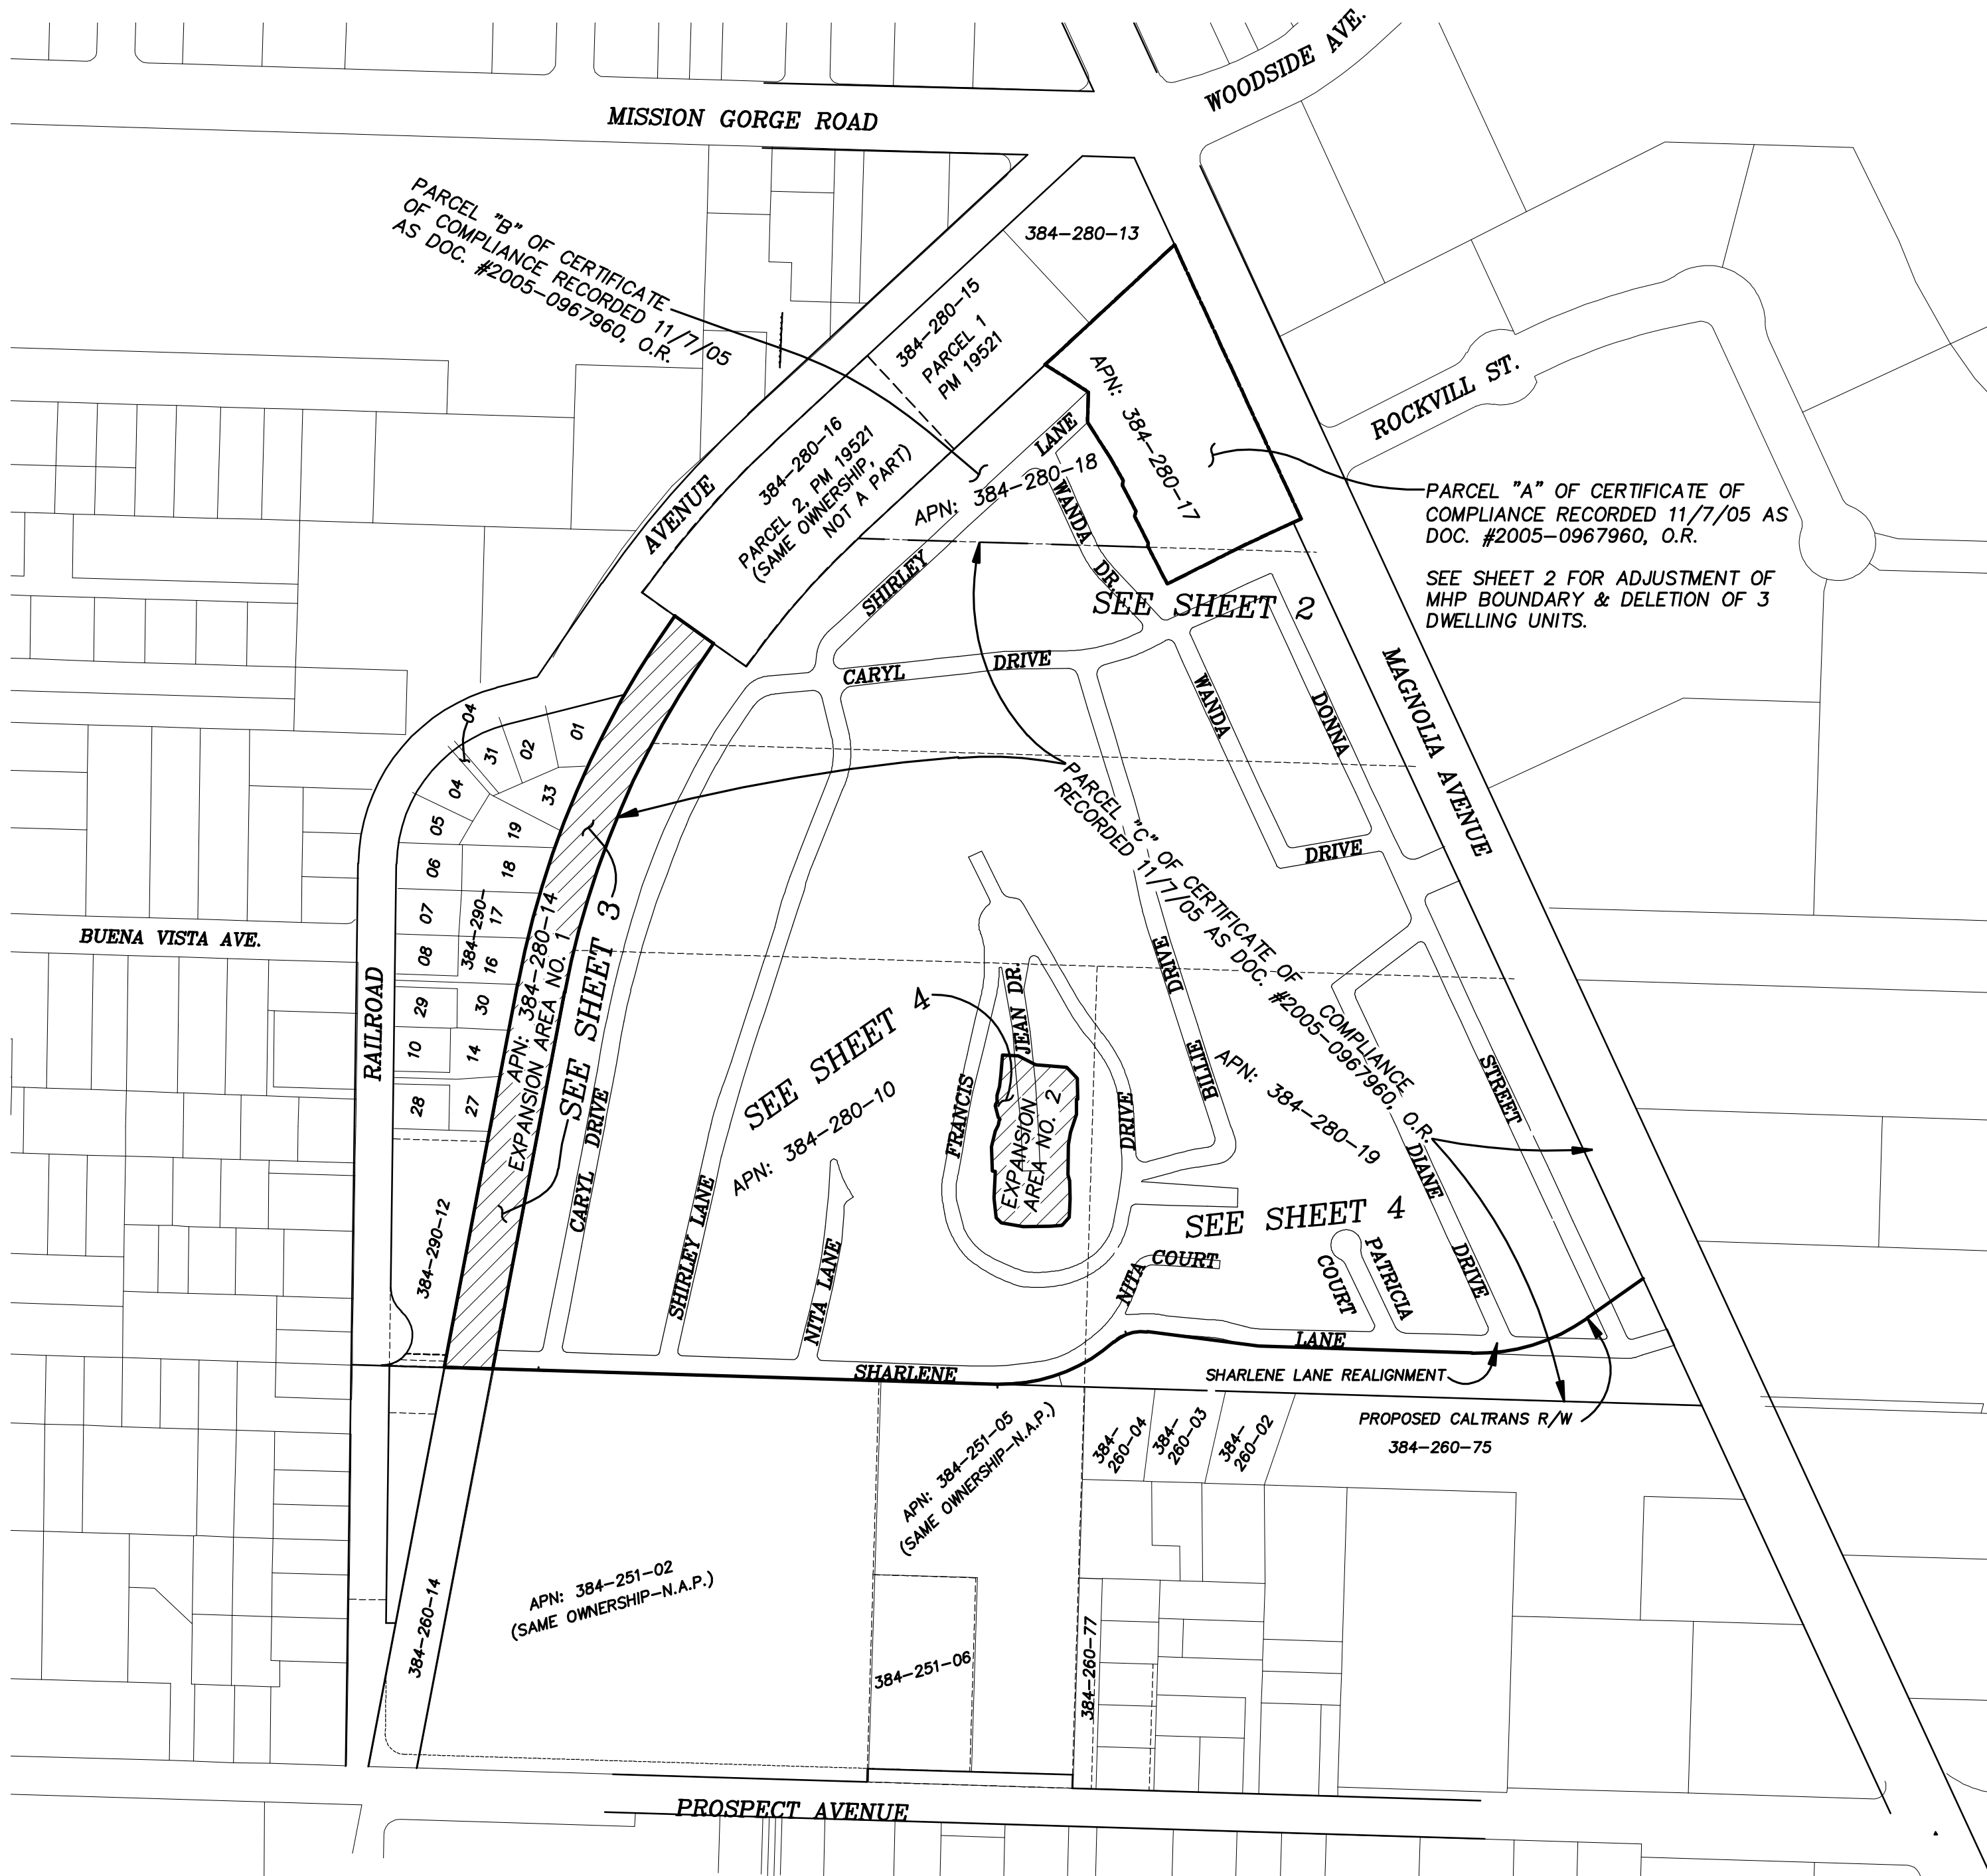 WOODSIDE AVE.
MISSION GORGE ROAD
PARCEL "B" OF CERTIFICATE
OF COMPLIANCE RECORDED 11/7/05
AS DOC. #2005-0967960, O.R.
384-280-13
384-280-15
PARCEL 1
PM 19521
384-280-16
PARCEL 2, PM 19521
(SAME OWNERSHIP,
NOT A PART)
APN: 384-280-17
APN: 384-280-18
ROCKVILL ST.
PARCEL "A" OF CERTIFICATE OF
COMPLIANCE RECORDED 11/7/05 AS
DOC. #2005-0967960, O.R.
SEE SHEET 2 FOR ADJUSTMENT OF
MHP BOUNDARY & DELETION OF 3
DWELLING UNITS.
AVENUE
SHIRLEY
LANE
WANDA
DR.
SEE SHEET 2
CARYL
DRIVE
WANDA
DONNA
DRIVE
MAGNOLIA AVENUE
04
31
02
01
04
33
05
19
06
18
07
384-290-
17
08
16
29
30
10
14
28
27
BUENA VISTA AVE.
RAILROAD
APN: 384-280-14
EXPANSION AREA NO. 1
SEE SHEET 3
CARYL DRIVE
PARCEL "C" OF CERTIFICATE OF COMPLIANCE
RECORDED 11/7/05 AS DOC. #2005-0967960, O.R.
SEE SHEET 4
APN: 384-280-10
SHIRLEY LANE
NITA LANE
FRANCIS
JEAN DR.
EXPANSION
AREA NO. 2
DRIVE
DRIVE
BILLIE
APN: 384-280-19
STREET
DIANE
DRIVE
SEE SHEET 4
NITA
COURT
COURT
PATRICIA
384-290-12
SHARLENE
LANE
SHARLENE LANE REALIGNMENT
PROPOSED CALTRANS R/W
384-260-75
APN: 384-251-05
(SAME OWNERSHIP-N.A.P.)
384-
260-04
384-
260-03
384-
260-02
APN: 384-251-02
(SAME OWNERSHIP-N.A.P.)
384-260-14
384-251-06
384-260-77
PROSPECT AVENUE